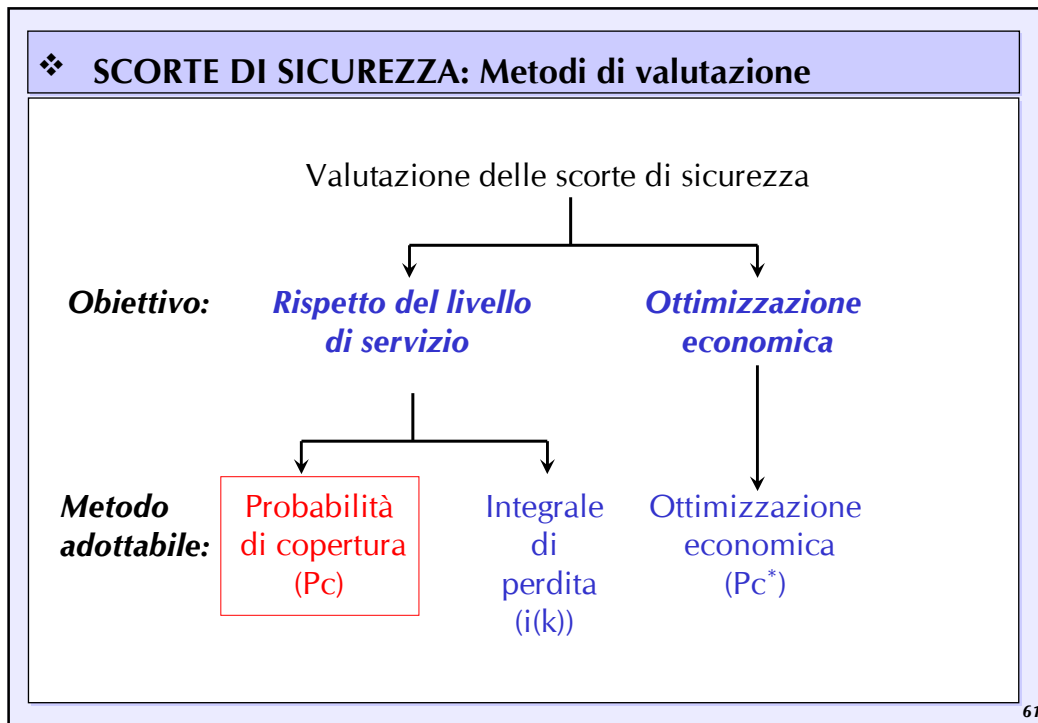 ❖ SCORTE DI SICUREZZA: Metodi di valutazione
Valutazione delle scorte di sicurezza
Obiettivo:
Rispetto del livello
di servizio
Ottimizzazione
economica
Metodo
adottabile:
Probabilità
di copertura
(Pc)
Integrale
di
perdita
(i(k))
Ottimizzazione
economica
(Pc*)
61